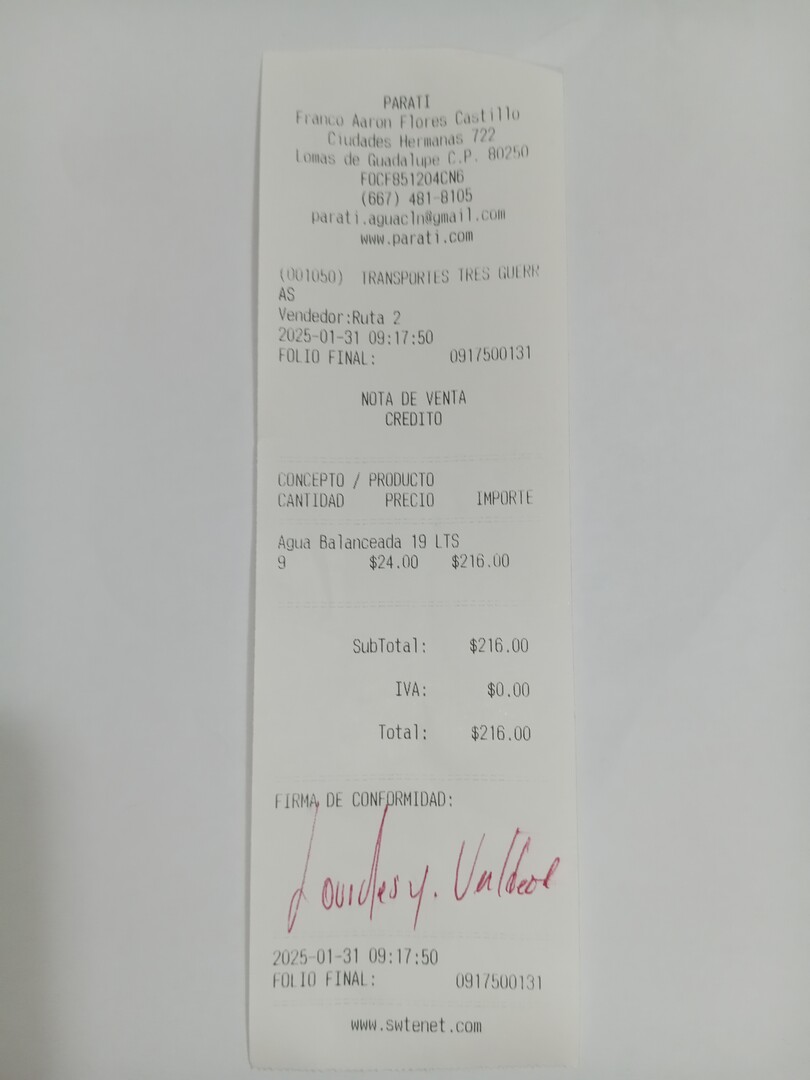 PARATI
Franco Aaron Flores Castillo
Ciudades Hermanas 722
Lomas de Guadalupe C.P. 80250
FOCF851204CN6
(667) 481-8105
parati.aguacln@gmail.com
www.parati.com
(001050) TRANSPORTES TRES GUERR
AS
Vendedor:Ruta 2
2025-01-31 09:17:50
FOLIO FINAL: 0917500131
NOTA DE VENTA
CREDITO
CONCEPTO / PRODUCTO
CANTIDAD PRECIO IMPORTE
Agua Balanceada 19 LTS
9 $24.00 $216.00
SubTotal: $216.00
IVA: $0.00
Total: $216.00
FIRMA DE CONFORMIDAD:
Lourdes y.
2025-01-31 09:17:50
FOLIO FINAL: 0917500131
www.swtenet.com